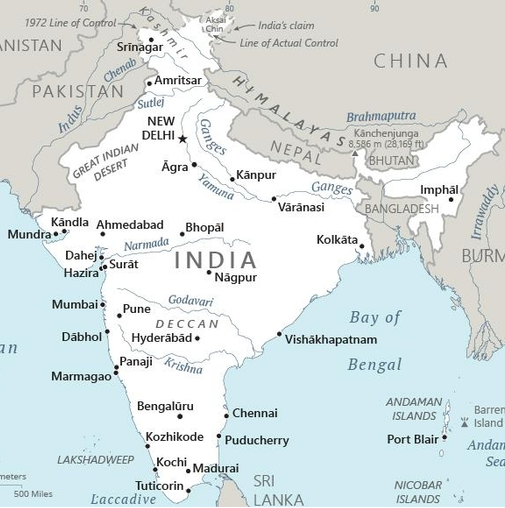 70
80
90
1972 Line of Control
Aksai
Chin
India's claim
Line of Actual Control
Kashmir
Srīnagar
ANISTAN
CHINA
Chenab
Amritsar
PAKISTAN
Indus
Sutlej
HIMALAYAS
NEW
DELHI
Ganges
Brahmaputra
Kānchenjunga
8,586 m (28,169 ft)
NEPAL
BHUTAN
GREAT INDIAN
DESERT
Āgra
Kānpur
Yamuna
Ganges
Imphāl
Vārānasi
BANGLADESH
Irrawaddy
Kāndla
Mundra
Ahmedabad
Bhopāl
Kolkāta
Narmada
Dahej
Hazira
Surāt
INDIA
Nāgpur
BURM
Mumbai
Pune
Godavari
DECCAN
Dābhol
Hyderābād
Vishākhapatnam
Bay of
Bengal
an
Krishna
Panaji
Marmagao
Bengalūru
Chennai
ANDAMAN
ISLANDS
Barren
Island
Kozhikode
Puducherry
Port Blair
Andam
Sea
LAKSHADWEEP
Kochi
Madurai
meters
500 Miles
Tuticorin
SRI
LANKA
NICOBAR
ISLANDS
Laccadive